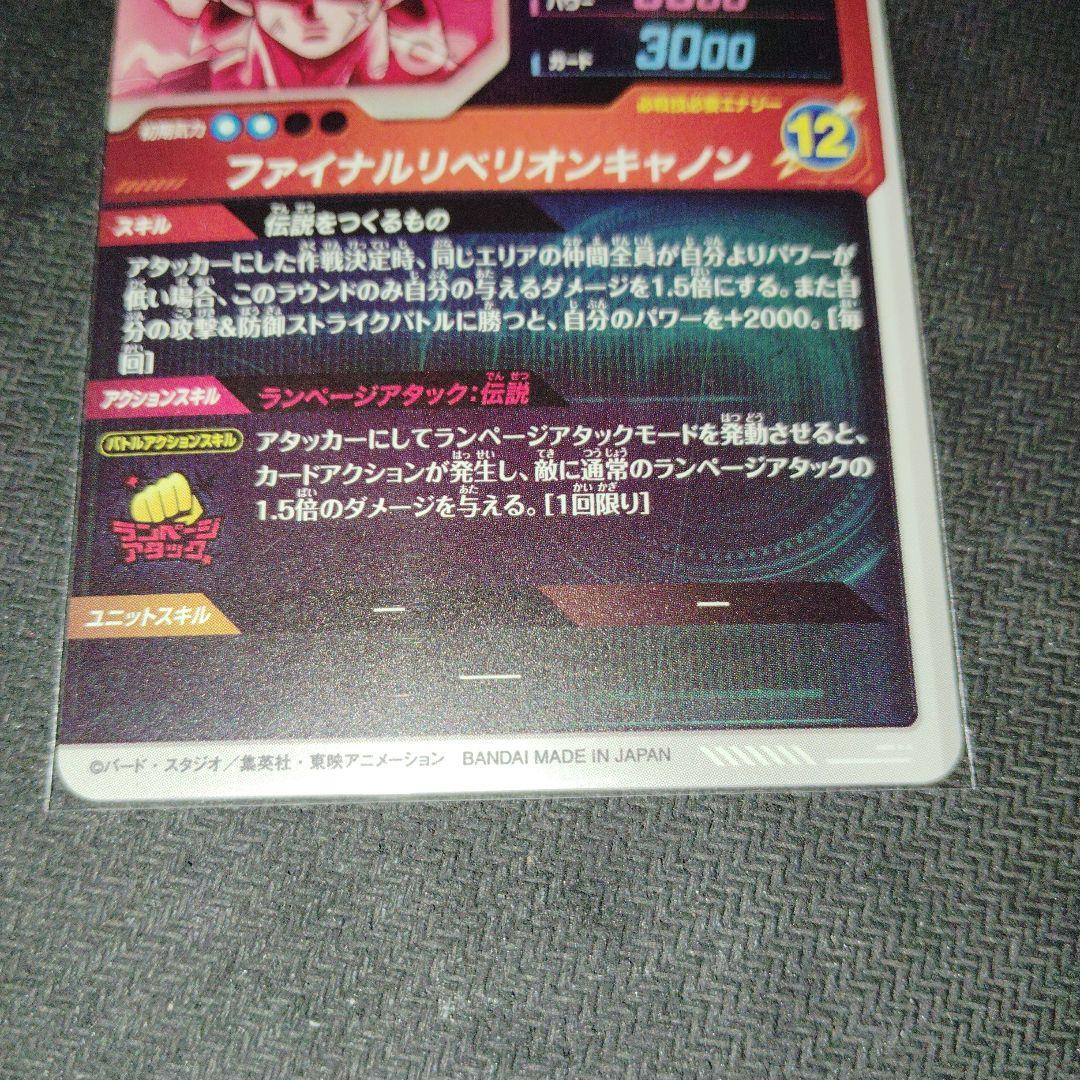 パワー
ガード 3000
必殺技必要エナジー
初期気力
12
ファイナルリベリオンキャノン
スキル 伝説をつくるもの
アタッカーにした作戦決定時、同じエリアの仲間全員が自分よりパワーが
低い場合、このラウンドのみ自分の与えるダメージを1.5倍にする。また自
分の攻撃&防御ストライクバトルに勝つと、自分のパワーを+2000。[毎
回]
アクションスキル ランページアタック:伝説
バトルアクションスキル
アタッカーにしてランページアタックモードを発動させると、
カードアクションが発生し、敵に通常のランページアタックの
1.5倍のダメージを与える。[1回限り]
ランページ
アタック
ユニットスキル — —
—
©バード・スタジオ／集英社・東映アニメーション BANDAI MADE IN JAPAN